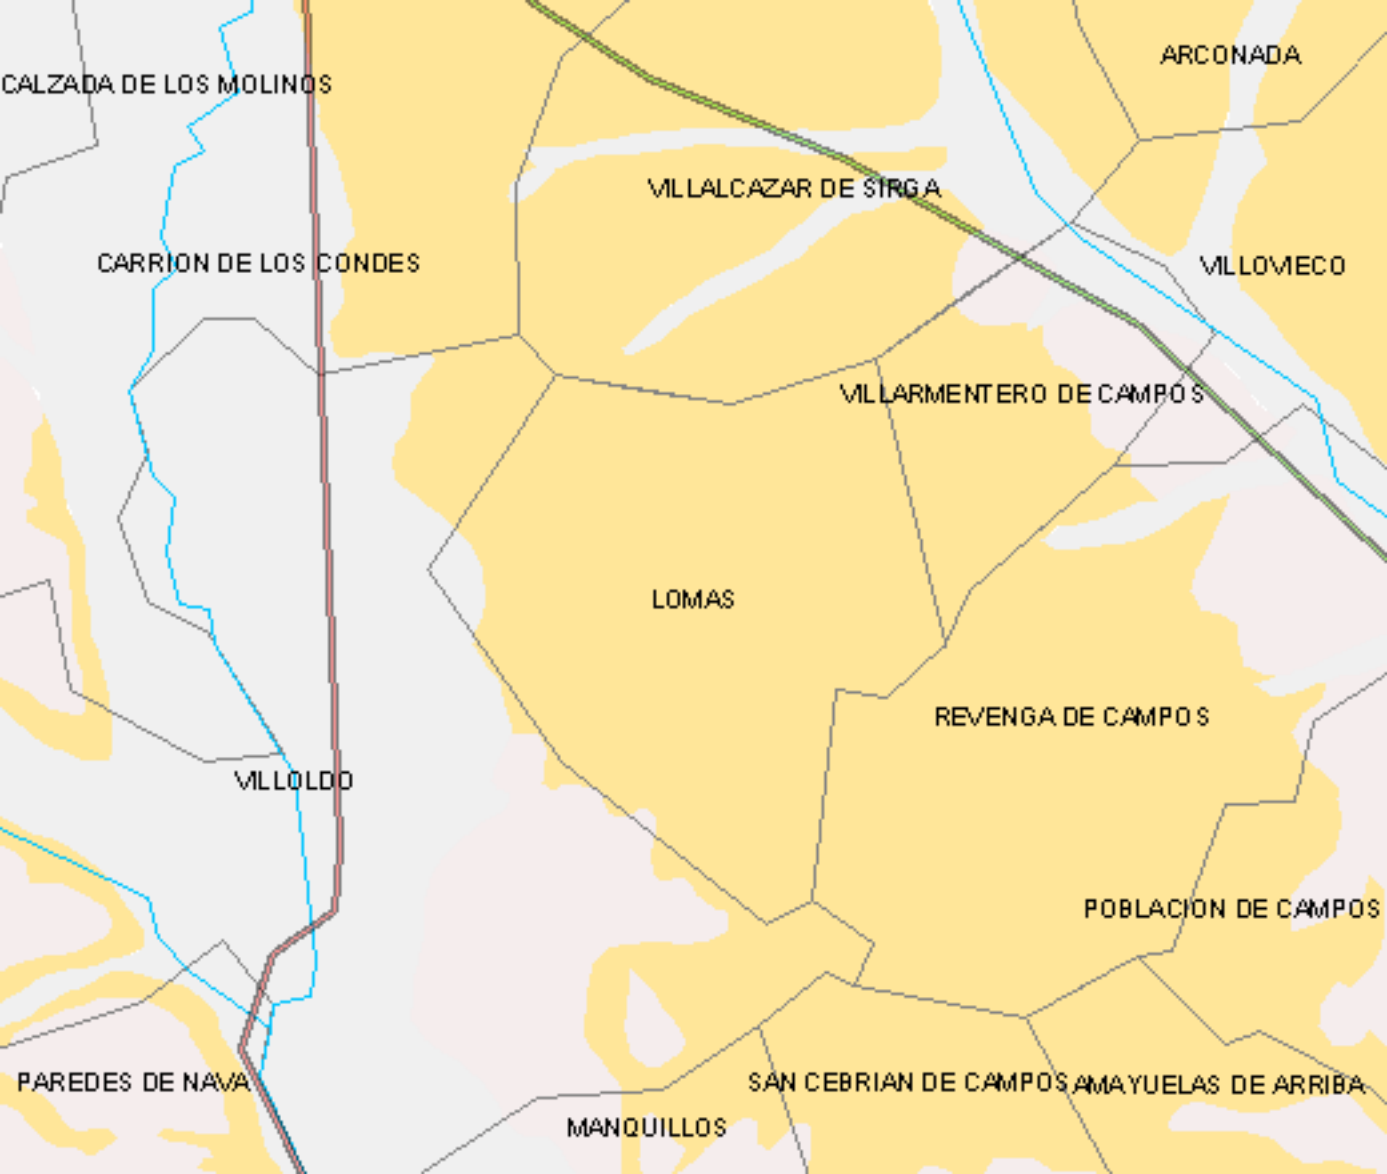 ARCONADA
CALZADA DE LOS MOLINOS
VILLALCAZAR DE SIRGA
CARRION DE LOS CONDES
VILLOVIECO
VILLARMENTERO DE CAMPOS
LOMAS
REVENGA DE CAMPOS
VILLOLDO
POBLACION DE CAMPOS
PAREDES DE NAVA
SAN CEBRIAN DE CAMPOS
AMAYUELAS DE ARRIBA
MANQUILLOS